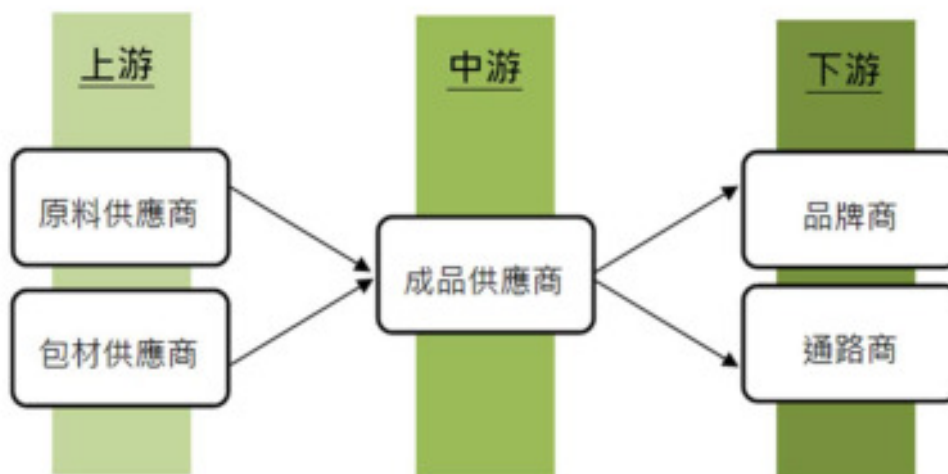 上游
中游
下游
原料供應商
品牌商
成品供應商
包材供應商
通路商